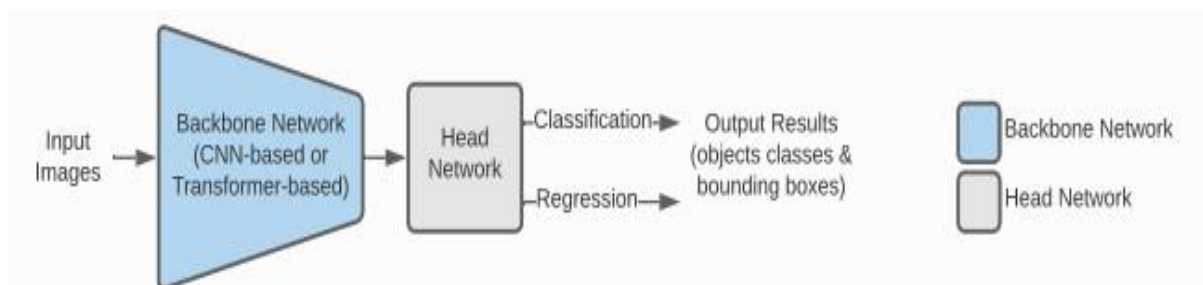 Input
Images
Backbone Network
(CNN-based or
Transformer-based)
Head
Network
Classification
Regression
Output Results
(objects classes &
bounding boxes)
Backbone Network
Head Network